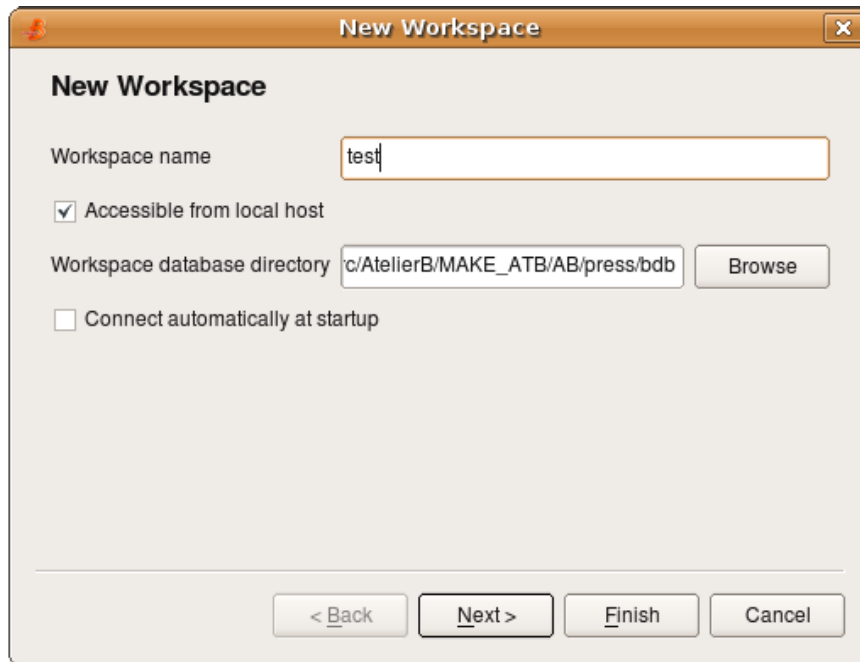 New Workspace
New Workspace
Workspace name test
Accessible from local host
Workspace database directory rc/AtelierB/MAKE_ATB/AB/press/bdb Browse
Connect automatically at startup
< Back Next > Finish Cancel